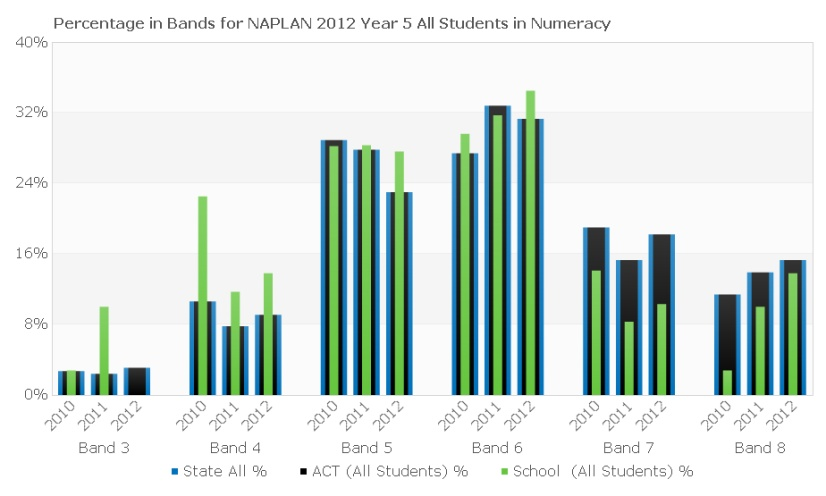 Percentage in Bands for NAPLAN 2012 Year 5 All Students in Numeracy
40%
32%
24%
16%
8%
0%
2010 2011 2012 2010 2011 2012 2010 2011 2012 2010 2011 2012 2010 2011 2012 2010 2011 2012
Band 3 Band 4 Band 5 Band 6 Band 7 Band 8
State All % ACT (All Students) % School (All Students) %